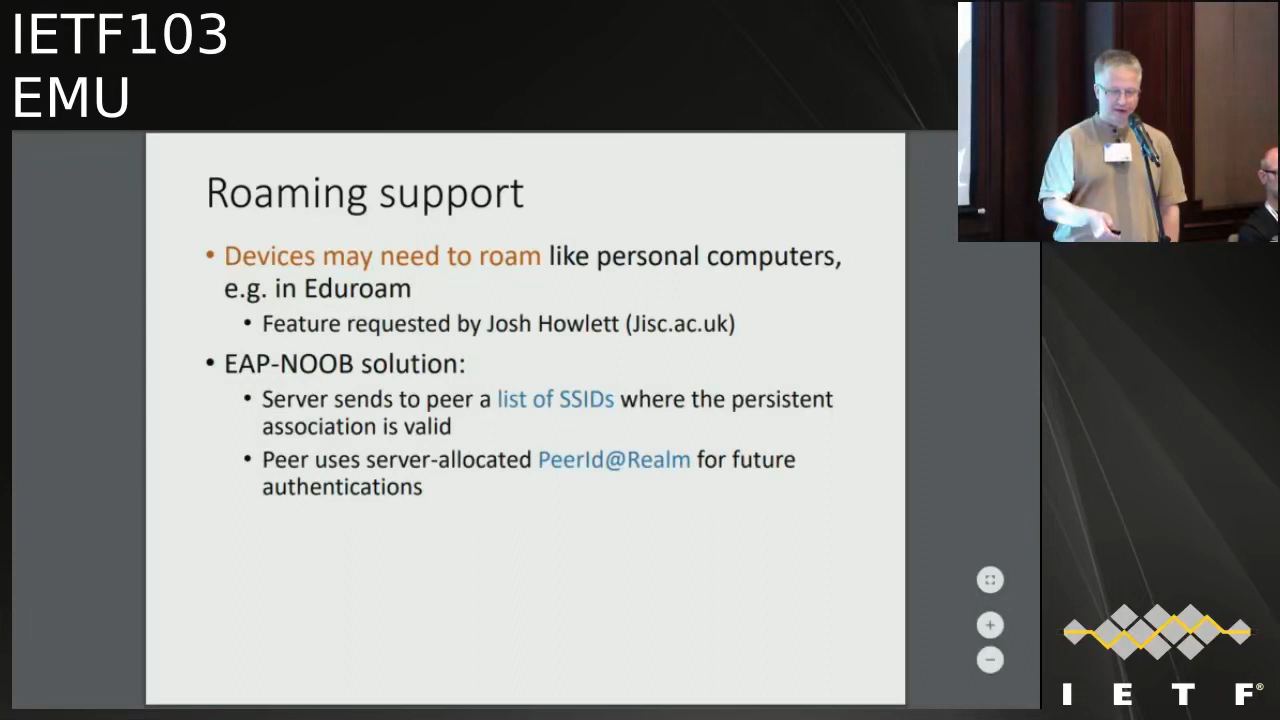 IETF103
EMU
Roaming support
• Devices may need to roam like personal computers,
e.g. in Eduroam
• Feature requested by Josh Howlett (Jisc.ac.uk)
• EAP-NOOB solution:
• Server sends to peer a list of SSIDs where the persistent
association is valid
• Peer uses server-allocated PeerId@Realm for future
authentications
I E T F®